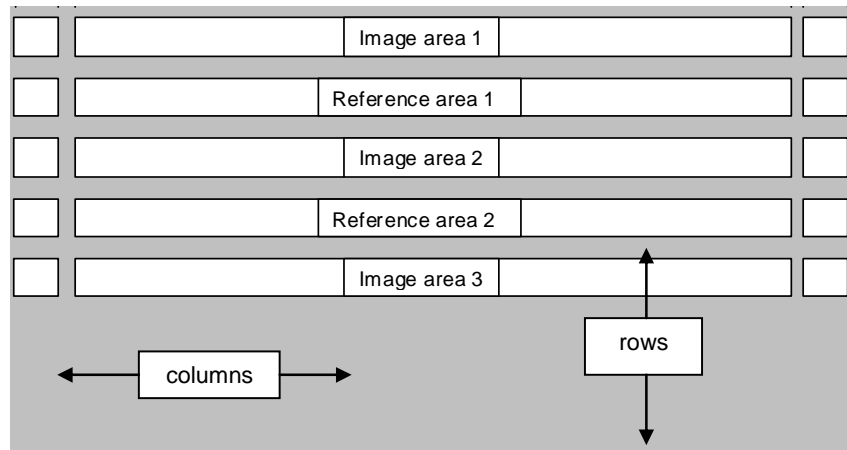 Image area 1
Reference area 1
Image area 2
Reference area 2
Image area 3
rows
columns